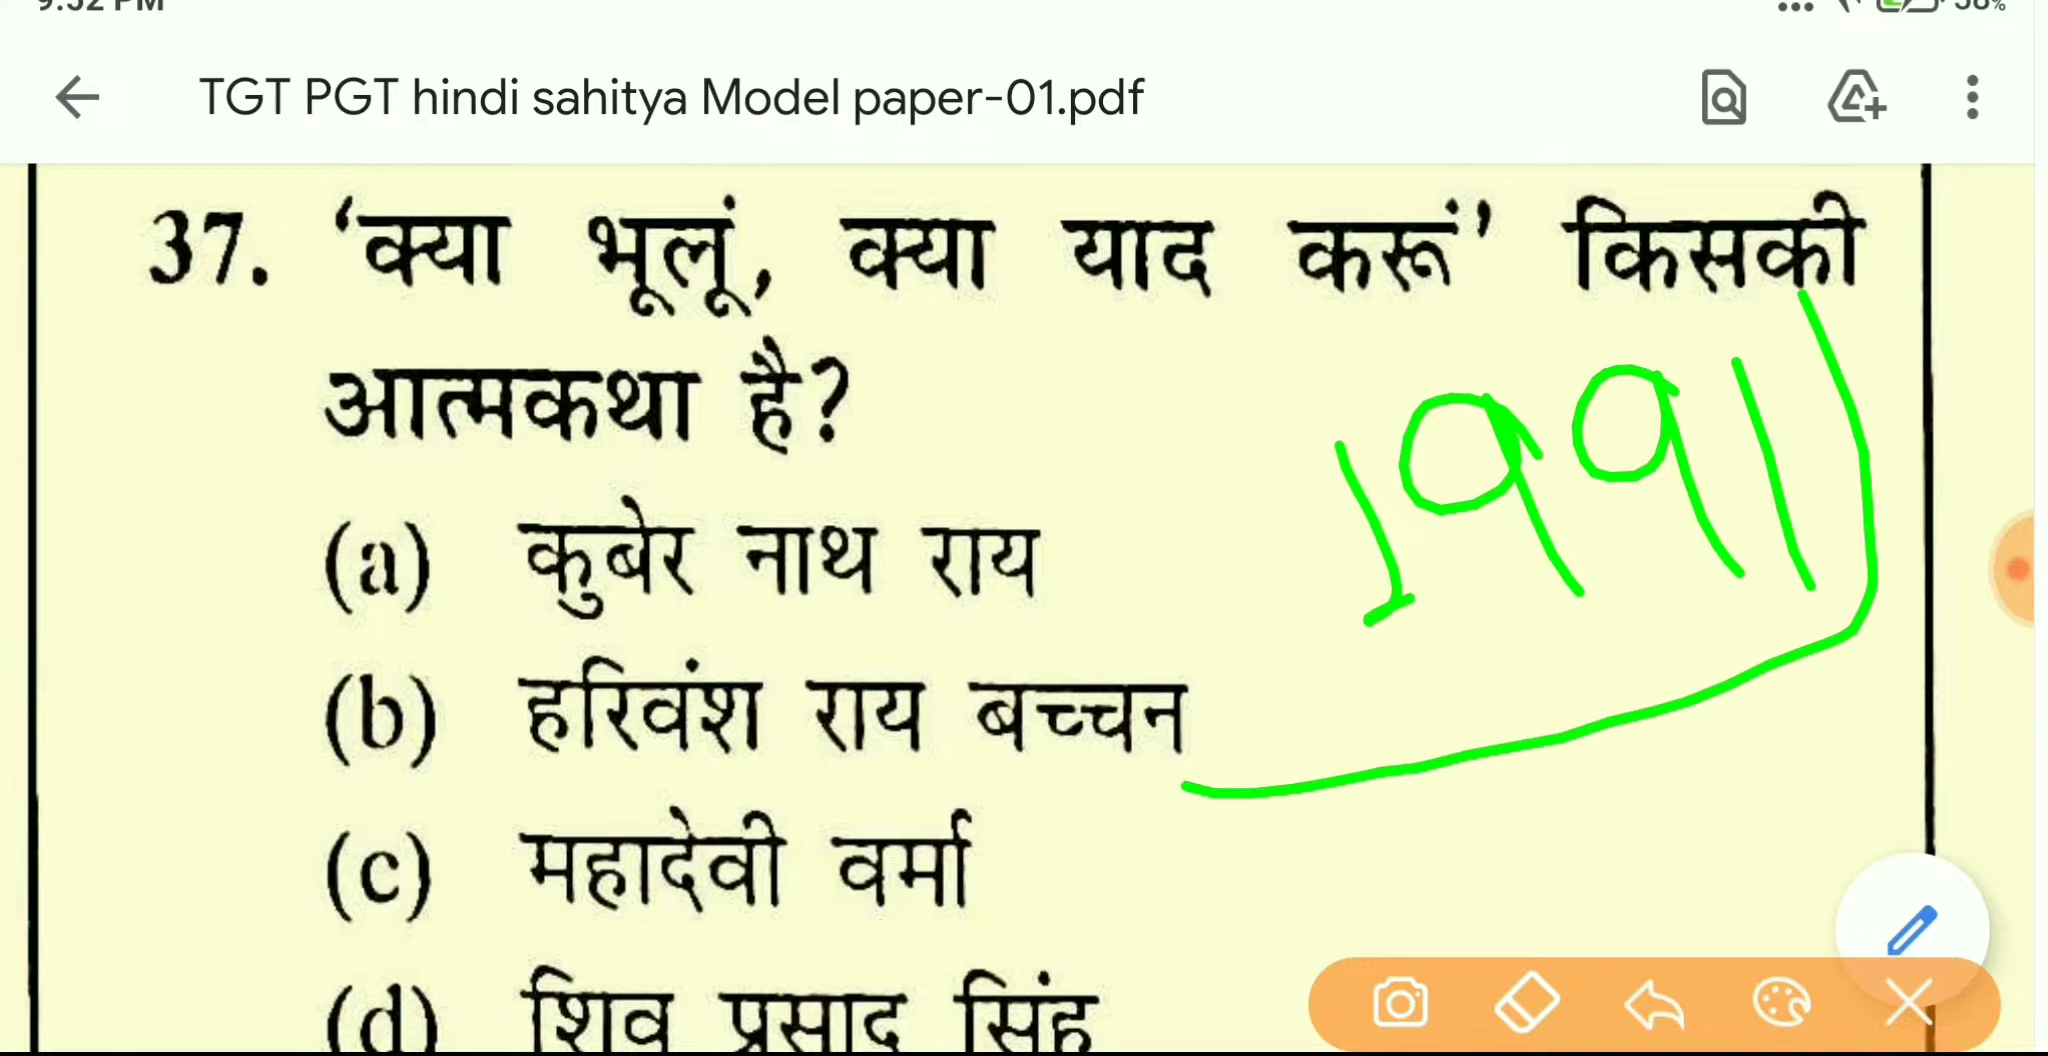 TGT PGT hindi sahitya Model paper-01.pdf
37. ‘क्या भूलूं, क्या याद करूं’ किसकी
आत्मकथा है?
1991
(a) कुबेर नाथ राय
(b) हरिवंश राय बच्चन
(c) महादेवी वर्मा
(d) शिव प्रसाद सिंह